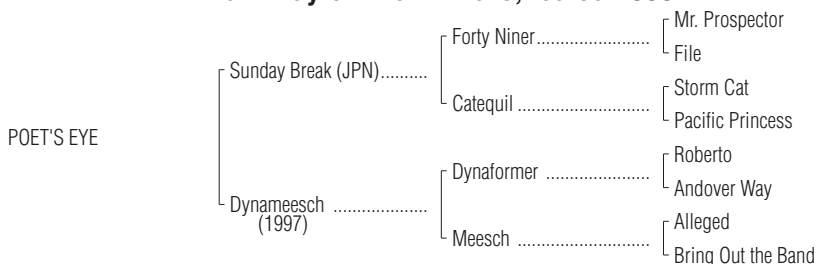 Mr. Prospector
Forty Niner
File
Sunday Break (JPN)
Storm Cat
Catequil
Pacific Princess
POET'S EYE
Roberto
Dynaformer
Andover Way
Dynameesch
(1997)
Alleged
Meesch
Bring Out the Band